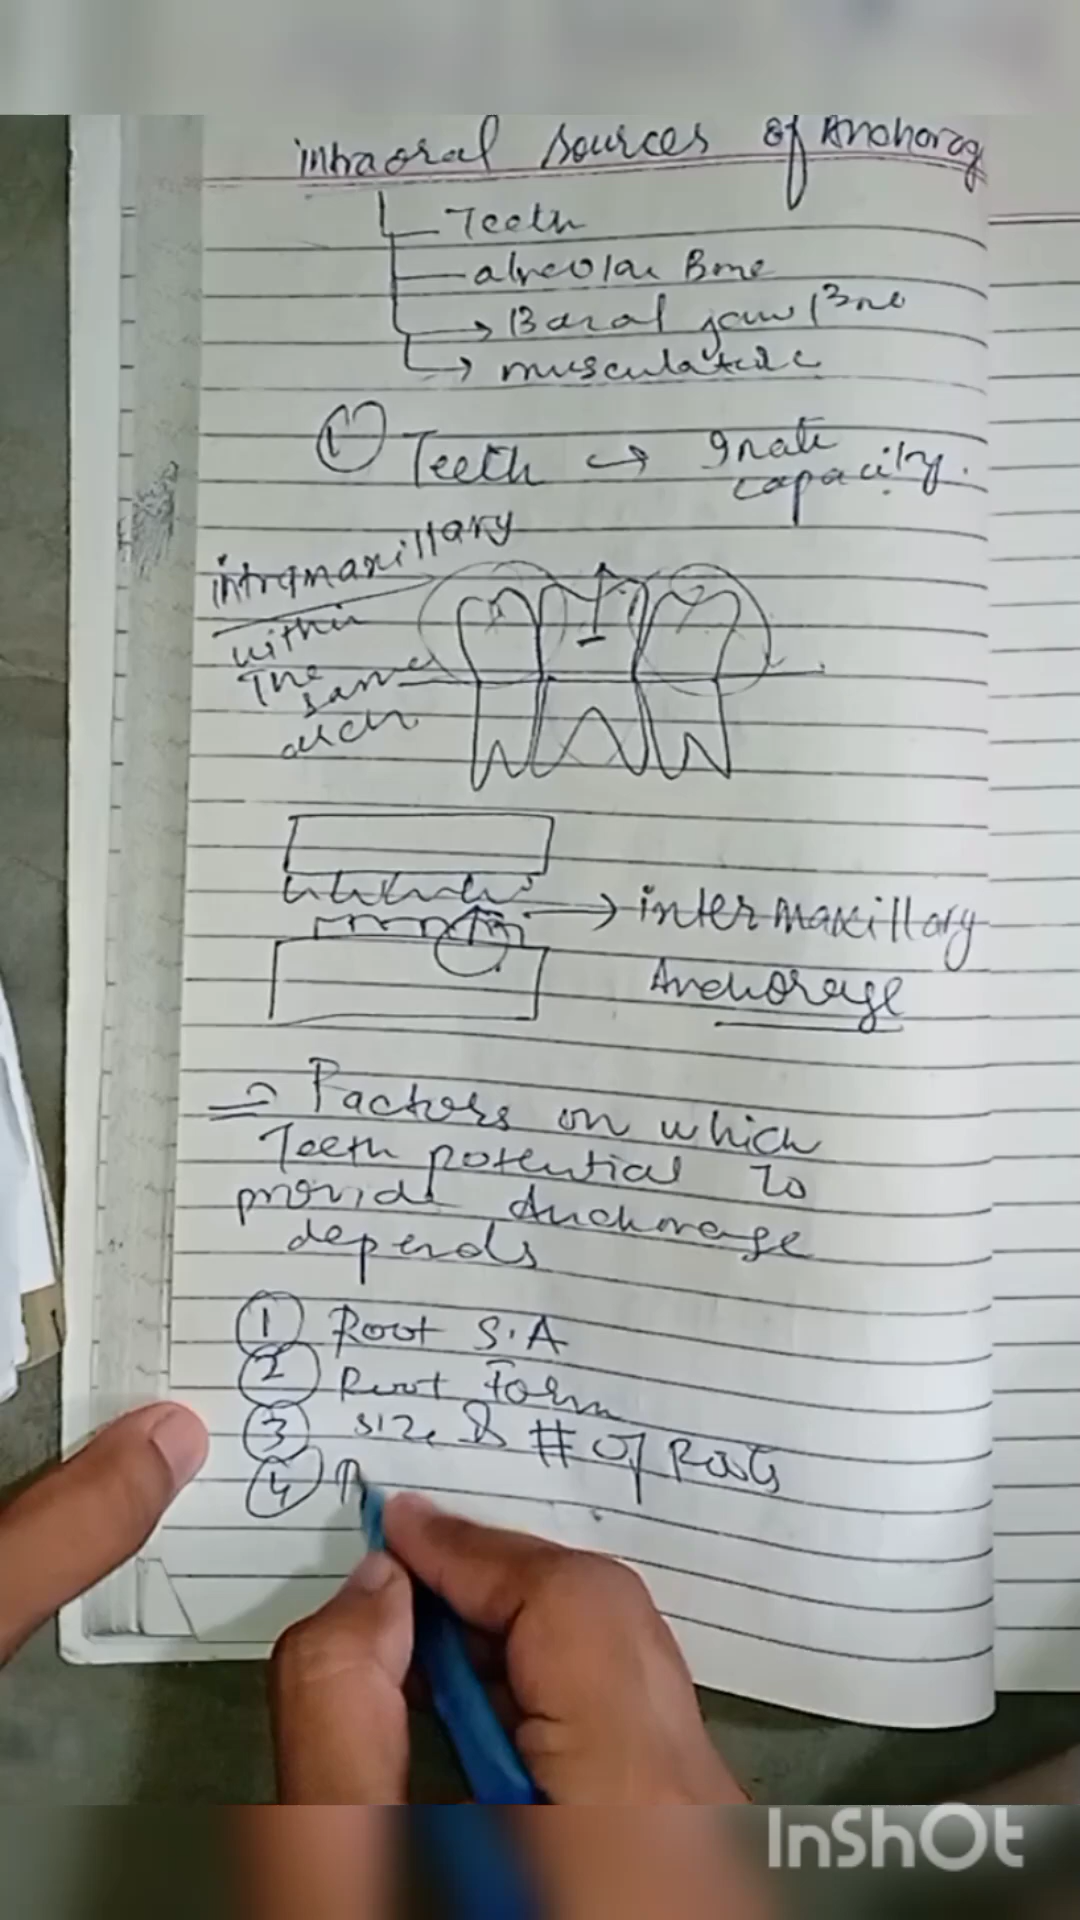 intraoral sources of Anchorag
Teeth
alveolar Bone
Basal jaw Bone
musculature
1 Teeth → Inate
capacity.
intramaxillary
within
The
same
arch
→ intermaxillary
Anchorage
⇒ Factors on which
Teeth potential to
provide Anchorage
depends
1 Root S.A
2 Root Form
3 size & # of Roots
4
InShOt